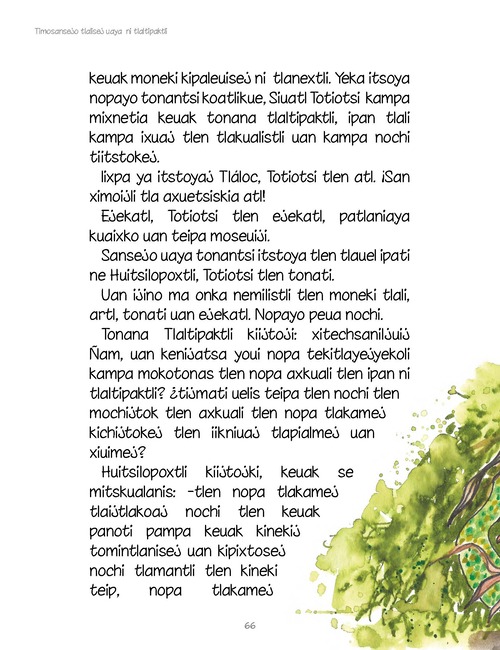 Timosansejo tlalisej uaya ni tlaltipaktli
keuak moneki kipaleuisej ni tlanextli. Yeka itsoya
nopayo tonantsi koatlikue, Siuatl Totiotsi kampa
mixnetia keuak tonana tlaltipaktli, ipan tlali
kampa ixuaj tlen tlakualistli uan kampa nochi
tiitstokej.
Iixpa ya itstoyaj Tláloc, Totiotsi tlen atl. ¡San
ximoijli tla axuetsiskia atl!
Ejekatl, Totiotsi tlen ejekatl, patlaniaya
kuaixko uan teipa moseuiji.
Sansejo uaya tonantsi itstoya tlen tlauel ipati
ne Huitsilopoxtli, Totiotsi tlen tonati.
Uan ijino ma onka nemilistli tlen moneki tlali,
artl, tonati uan ejekatl. Nopayo peua nochi.
Tonana Tlaltipaktli kiijtoji: xitechsaniljuij
Ñam, uan kenijatsa youi nopa tekitlayejyekoli
kampa mokotonas tlen nopa axkuali tlen ipan ni
tlaltipaktli? ¿tijmati uelis teipa tlen nochi tlen
mochijtok tlen axkuali tlen nopa tlakamej
kichijtokej tlen iikniuaj tlapialmej uan
xiuimej?
Huitsilopoxtli kiijtojki, keuak se
mitskualanis: -tlen nopa tlakamej
tlaijtlakoaj nochi tlen keuak
panoti pampa keuak kinekij
tomintlanisej uan kipixtosej
nochi tlamantli tlen kineki
teip, nopa tlakamej
66